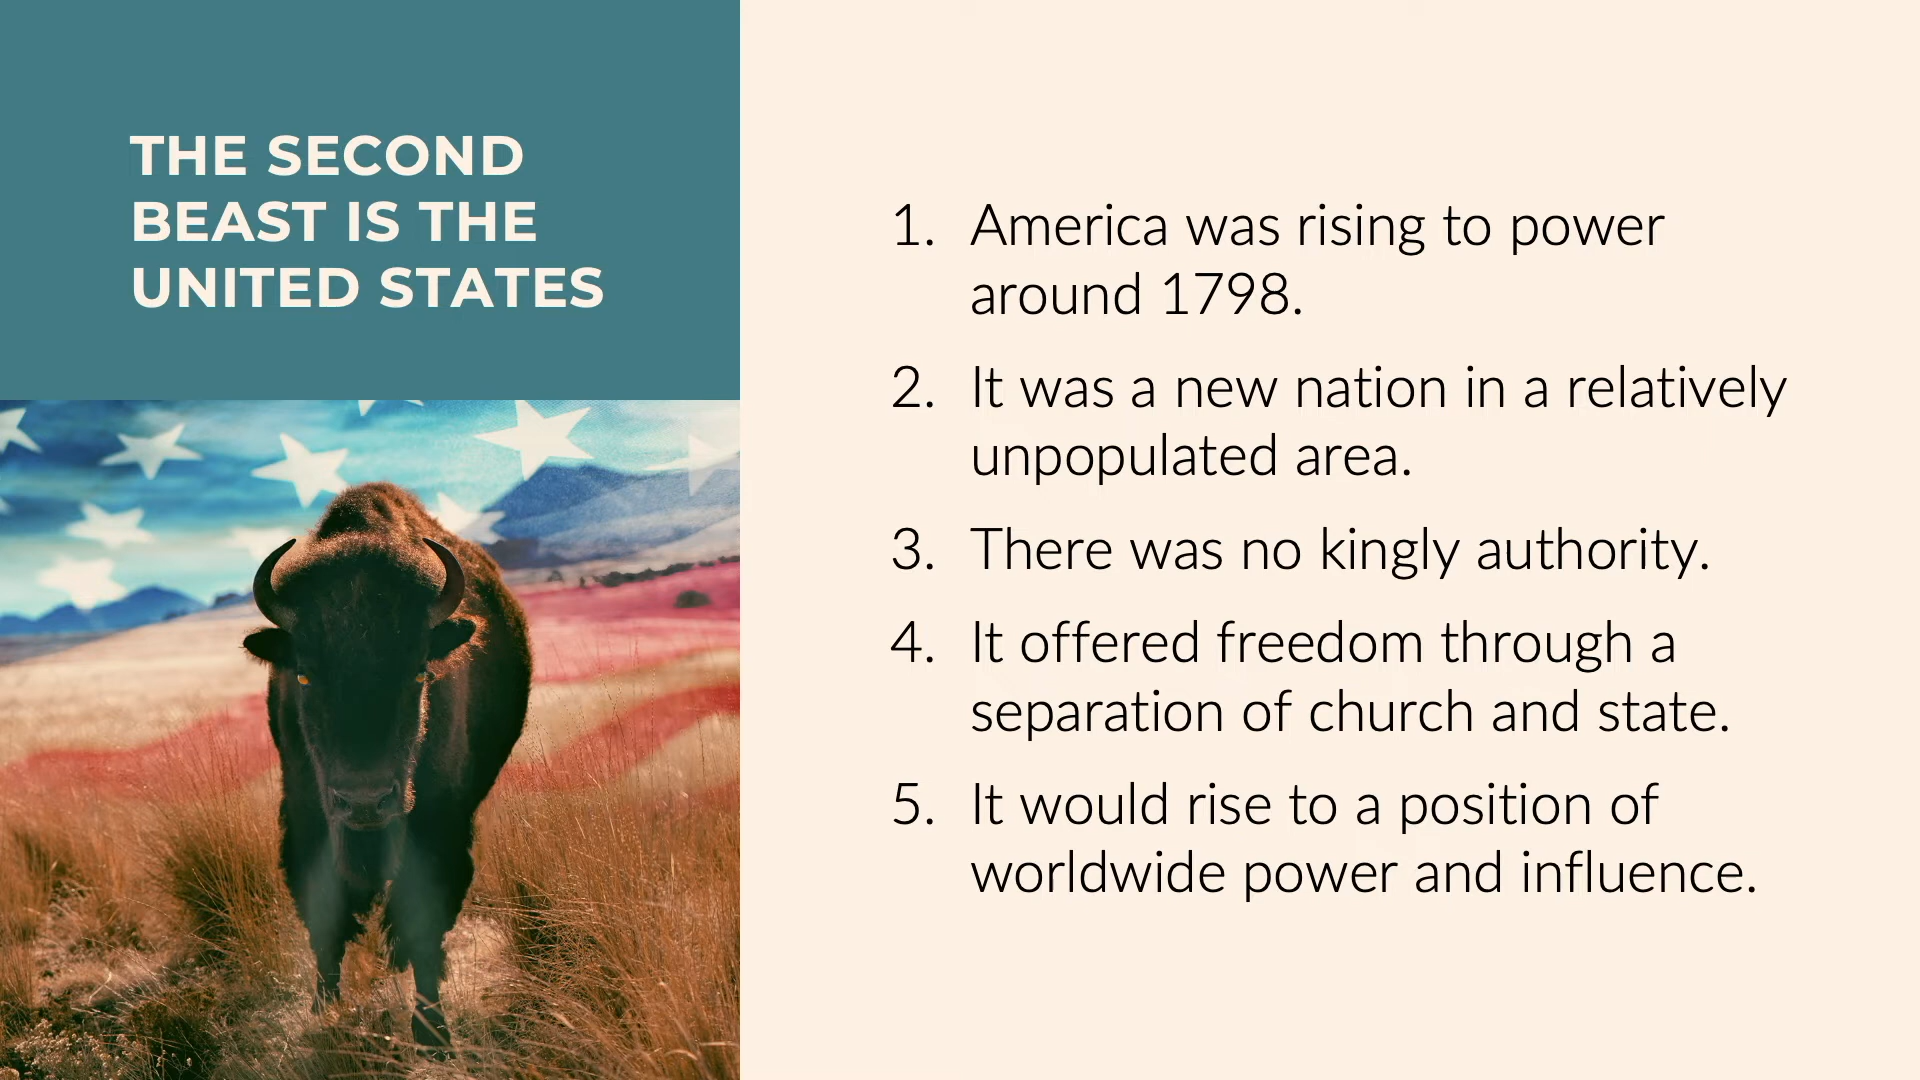 THE SECOND
BEAST IS THE
UNITED STATES
1. America was rising to power
around 1798.
2. It was a new nation in a relatively
unpopulated area.
3. There was no kingly authority.
4. It offered freedom through a
separation of church and state.
5. It would rise to a position of
worldwide power and influence.